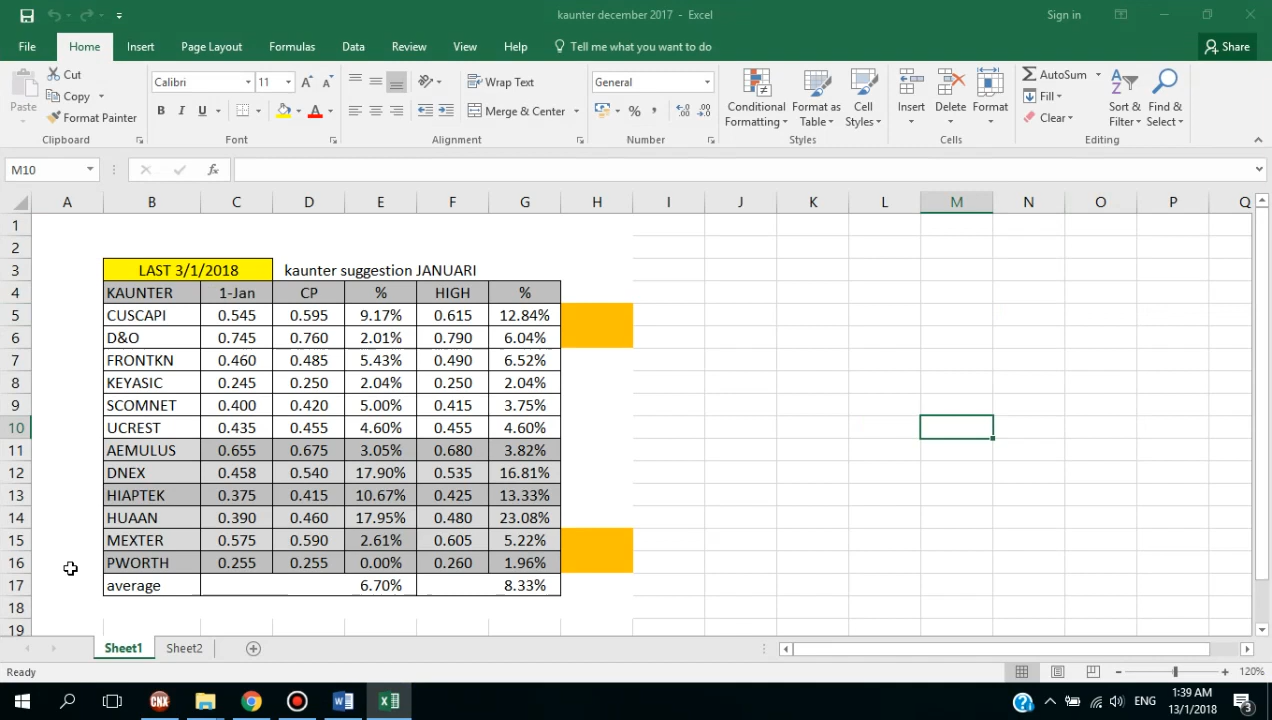 kaunter december 2017 - Excel
Sign in
File Home Insert Page Layout Formulas Data Review View Help Tell me what you want to do Share
Paste Cut Copy Format Painter Clipboard
Calibri 11 B I U A Font
Wrap Text Merge & Center Alignment
General % Number
Conditional Formatting Format as Table Cell Styles Styles
Insert Delete Format Cells
AutoSum Fill Clear Sort & Filter Find & Select Editing
M10 fx
A B C D E F G H I J K L M N O P Q
1
2
3 LAST 3/1/2018 kaunter suggestion JANUARI
4 KAUNTER 1-Jan CP % HIGH %
5 CUSCAPI 0.545 0.595 9.17% 0.615 12.84%
6 D&O 0.745 0.760 2.01% 0.790 6.04%
7 FRONTKN 0.460 0.485 5.43% 0.490 6.52%
8 KEYASIC 0.245 0.250 2.04% 0.250 2.04%
9 SCOMNET 0.400 0.420 5.00% 0.415 3.75%
10 UCREST 0.435 0.455 4.60% 0.455 4.60%
11 AEMULUS 0.655 0.675 3.05% 0.680 3.82%
12 DNEX 0.458 0.540 17.90% 0.535 16.81%
13 HIAPTEK 0.375 0.415 10.67% 0.425 13.33%
14 HUAAN 0.390 0.460 17.95% 0.480 23.08%
15 MEXTER 0.575 0.590 2.61% 0.605 5.22%
16 PWORTH 0.255 0.255 0.00% 0.260 1.96%
17 average 6.70% 8.33%
18
19
Sheet1 Sheet2
Ready 120%
CNX ENG 1:39 AM
13/1/2018 3